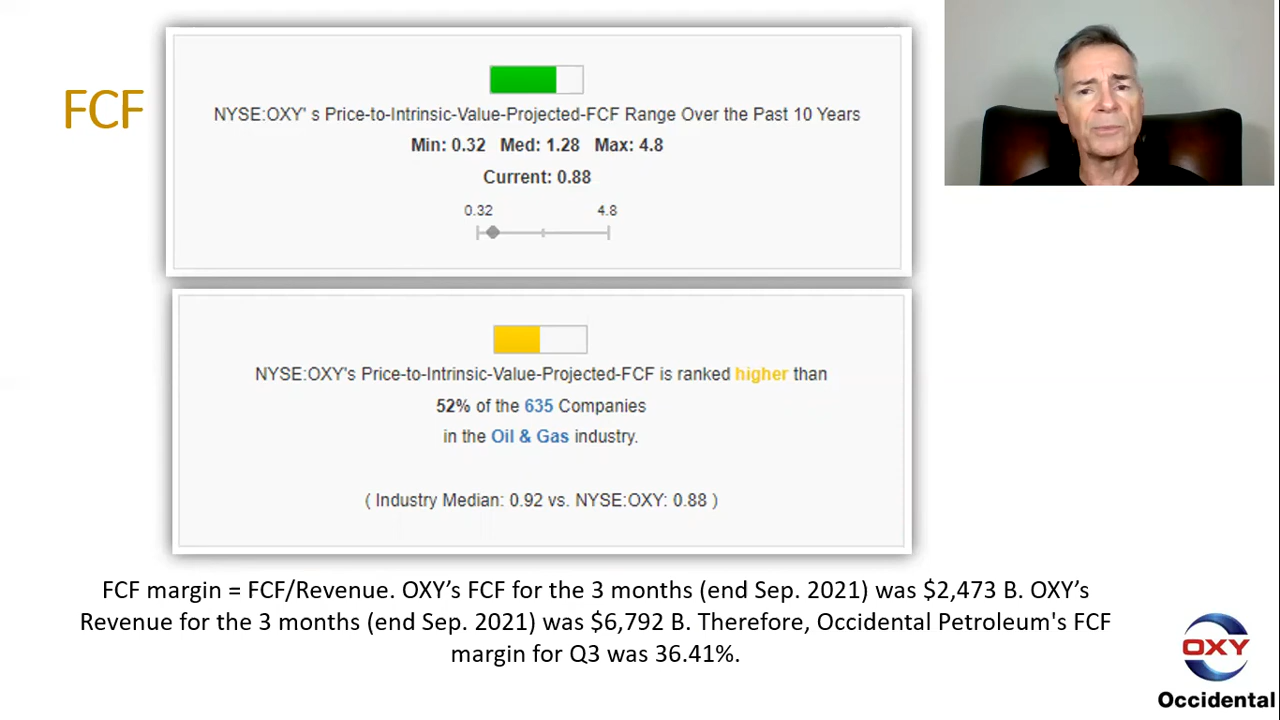 FCF
NYSE:OXY' s Price-to-Intrinsic-Value-Projected-FCF Range Over the Past 10 Years
Min: 0.32 Med: 1.28 Max: 4.8
Current: 0.88
0.32 4.8
NYSE:OXY's Price-to-Intrinsic-Value-Projected-FCF is ranked higher than
52% of the 635 Companies
in the Oil & Gas industry.
( Industry Median: 0.92 vs. NYSE:OXY: 0.88 )
FCF margin = FCF/Revenue. OXY’s FCF for the 3 months (end Sep. 2021) was $2,473 B. OXY’s
Revenue for the 3 months (end Sep. 2021) was $6,792 B. Therefore, Occidental Petroleum's FCF
margin for Q3 was 36.41%.
OXY
Occidental